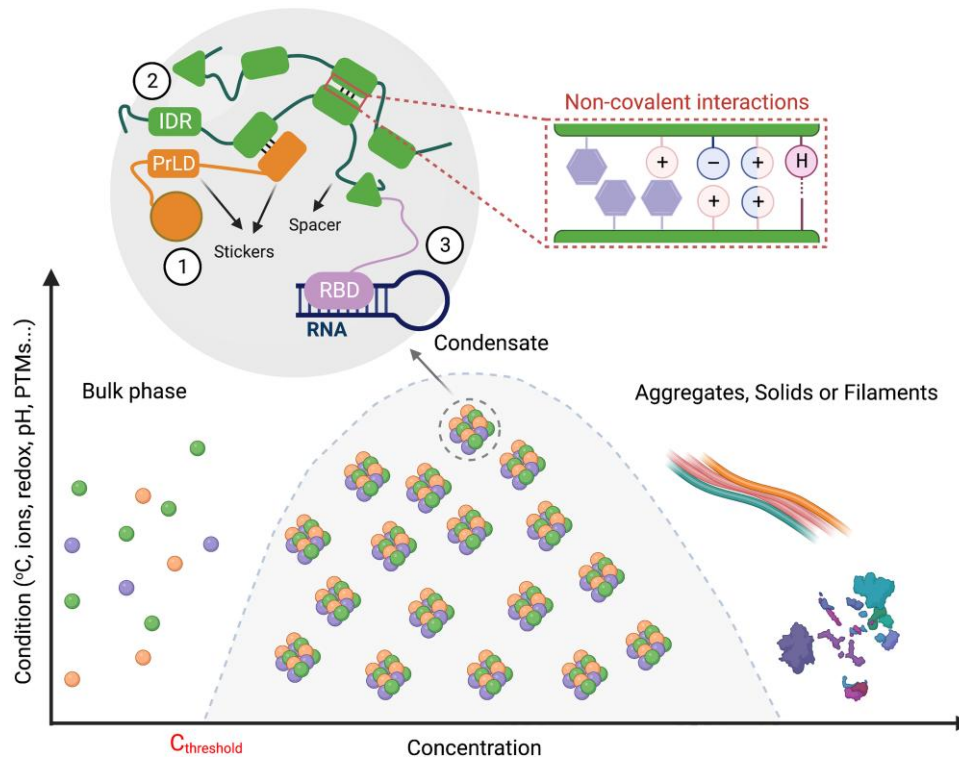 2
IDR
PrLD
1
Stickers
Spacer
3
RBD
RNA
Non-covalent interactions
+ − + H
+ +
Condensate
Bulk phase
Aggregates, Solids or Filaments
Condition (°C, ions, redox, pH, PTMs...)
Cthreshold
Concentration